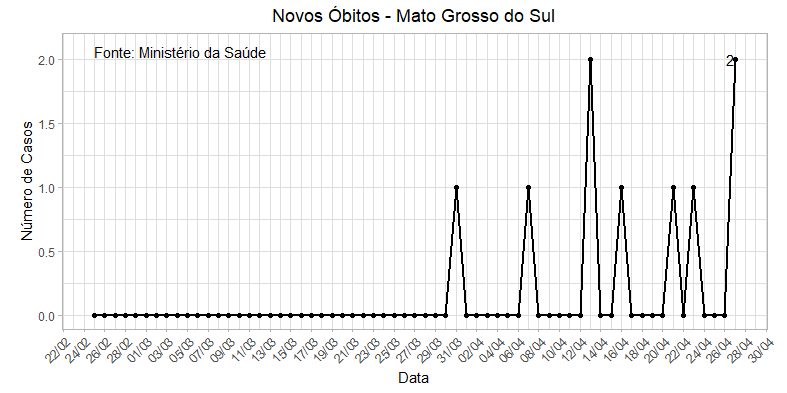 Novos Óbitos - Mato Grosso do Sul
Fonte: Ministério da Saúde
2
Número de Casos
2.0
1.5
1.0
0.5
0.0
22/02 24/02 26/02 28/02 01/03 03/03 05/03 07/03 09/03 11/03 13/03 15/03 17/03 19/03 21/03 23/03 25/03 27/03 29/03 31/03 02/04 04/04 06/04 08/04 10/04 12/04 14/04 16/04 18/04 20/04 22/04 24/04 26/04 28/04 30/04
Data